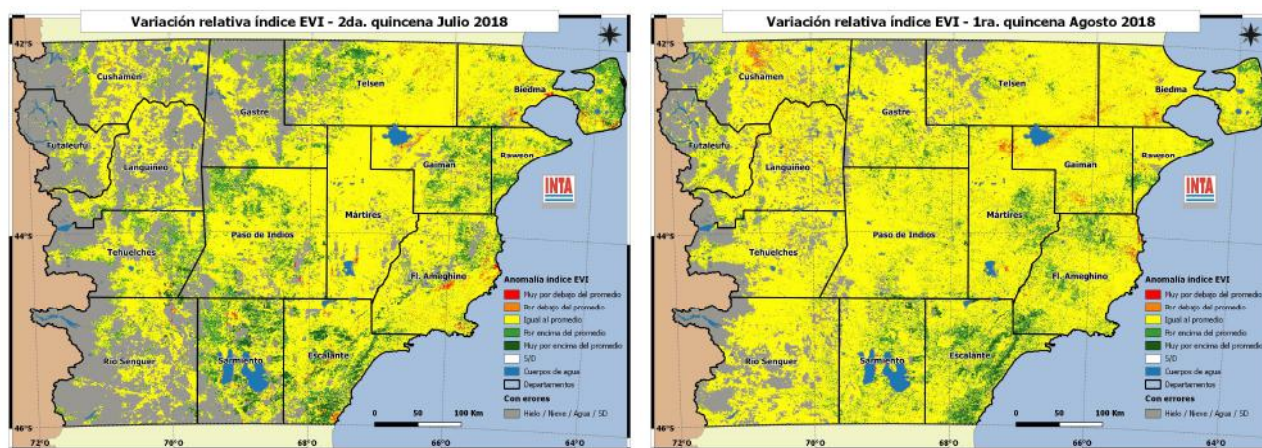 Variación relativa índice EVI - 2da. quincena Julio 2018
42°S
Cushamen
Telsen
Biedma
Gastre
Futaleufú
Languiñeo
Gaiman
Rawson
INTA
Mártires
44°S
Paso de Indios
Tehuelches
Fl. Ameghino
Anomalía índice EVI
Muy por debajo del promedio
Por debajo del promedio
Igual al promedio
Por encima del promedio
Muy por encima del promedio
S/D
Cuerpos de agua
Departamentos
Con errores
Hielo / Nieve / Agua / SD
Río Senguer
Sarmiento
Escalante
0 50 100 Km
46°S
72°O 70°O 68°O 66°O 64°O
Variación relativa índice EVI - 1ra. quincena Agosto 2018
42°S
Cushamen
Telsen
Biedma
Gastre
Futaleufú
Languiñeo
Gaiman
Rawson
INTA
Mártires
44°S
Paso de Indios
Tehuelches
Fl. Ameghino
Anomalía índice EVI
Muy por debajo del promedio
Por debajo del promedio
Igual al promedio
Por encima del promedio
Muy por encima del promedio
S/D
Cuerpos de agua
Departamentos
Con errores
Hielo / Nieve / Agua / SD
Río Senguer
Sarmiento
Escalante
0 50 100 Km
46°S
72°O 70°O 68°O 66°O 64°O